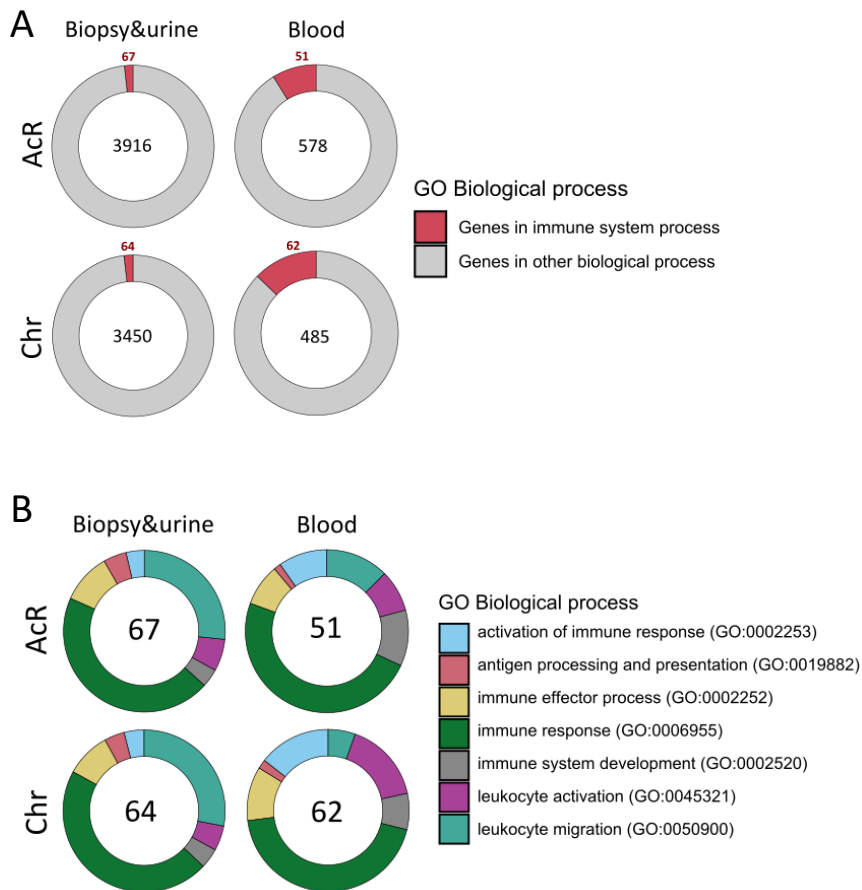 A
Biopsy&urine
Blood
AcR
67
3916
51
578
Chr
64
3450
62
485
GO Biological process
Genes in immune system process
Genes in other biological process
B
Biopsy&urine
Blood
AcR
67
51
Chr
64
62
GO Biological process
activation of immune response (GO:0002253)
antigen processing and presentation (GO:0019882)
immune effector process (GO:0002252)
immune response (GO:0006955)
immune system development (GO:0002520)
leukocyte activation (GO:0045321)
leukocyte migration (GO:0050900)